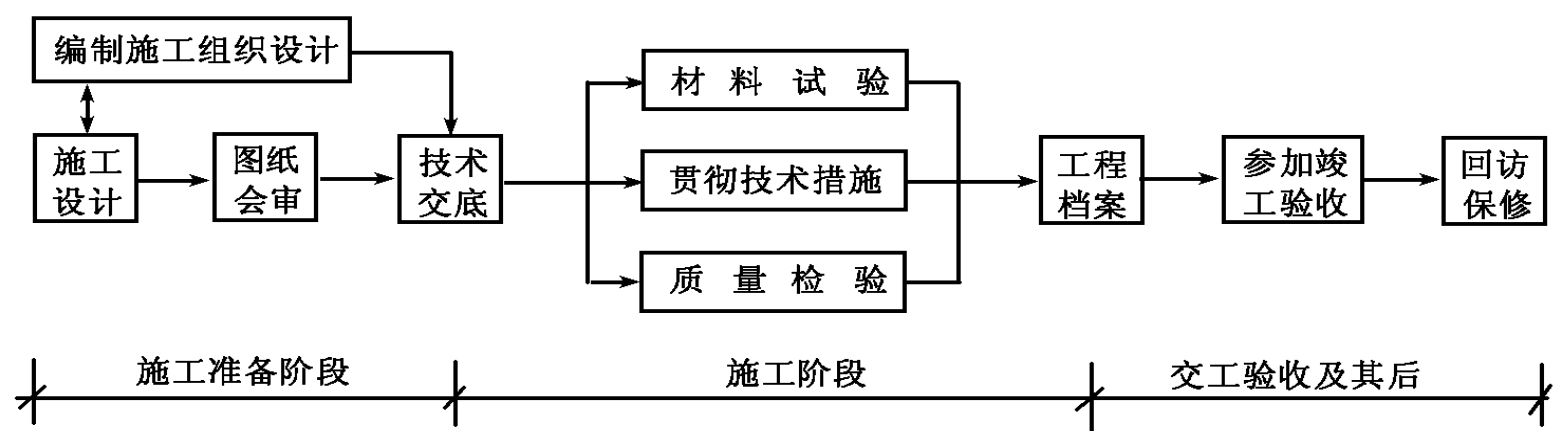 编制施工组织设计
施工
设计
图纸
会审
技术
交底
材料试验
贯彻技术措施
质量检验
工程
档案
参加竣
工验收
回访
保修
施工准备阶段
施工阶段
交工验收及其后